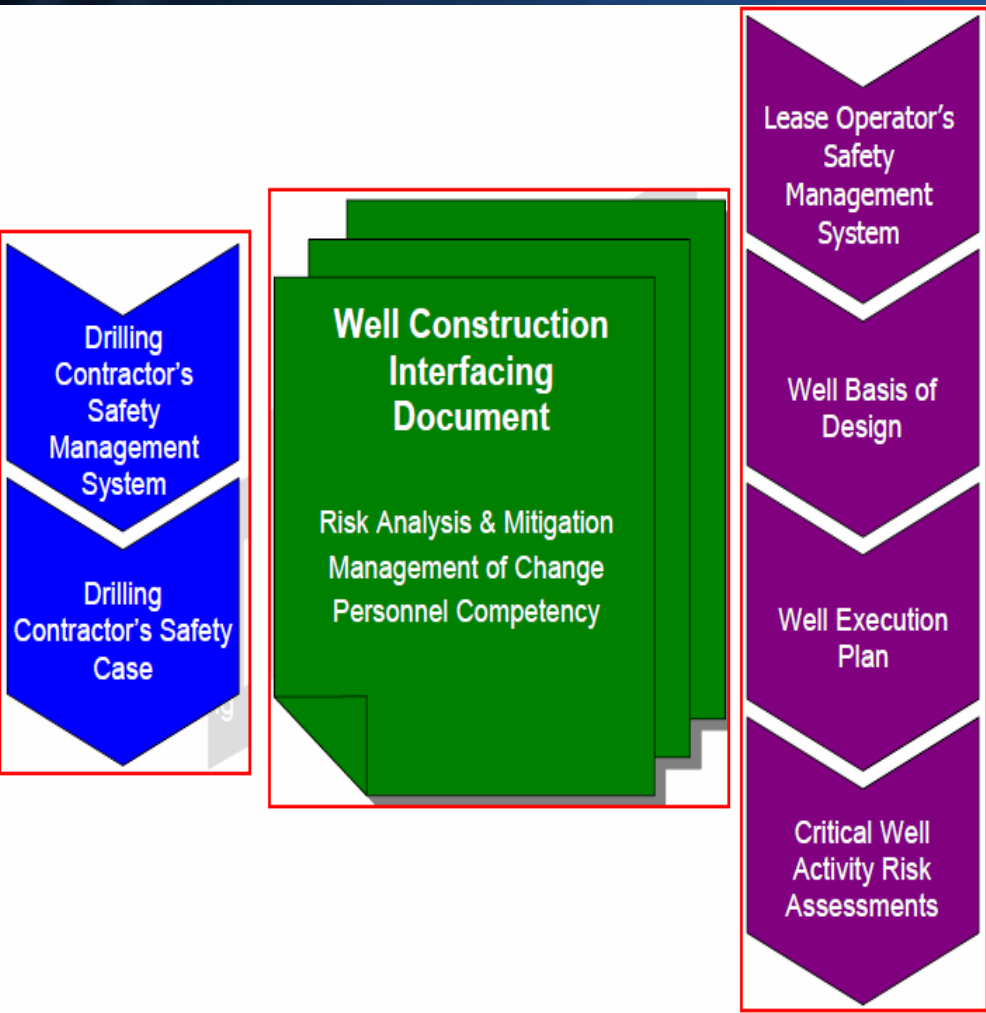 Drilling
Contractor's
Safety
Management
System
Drilling
Contractor's Safety
Case
Well Construction
Interfacing
Document
Risk Analysis & Mitigation
Management of Change
Personnel Competency
Lease Operator's
Safety
Management
System
Well Basis of
Design
Well Execution
Plan
Critical Well
Activity Risk
Assessments